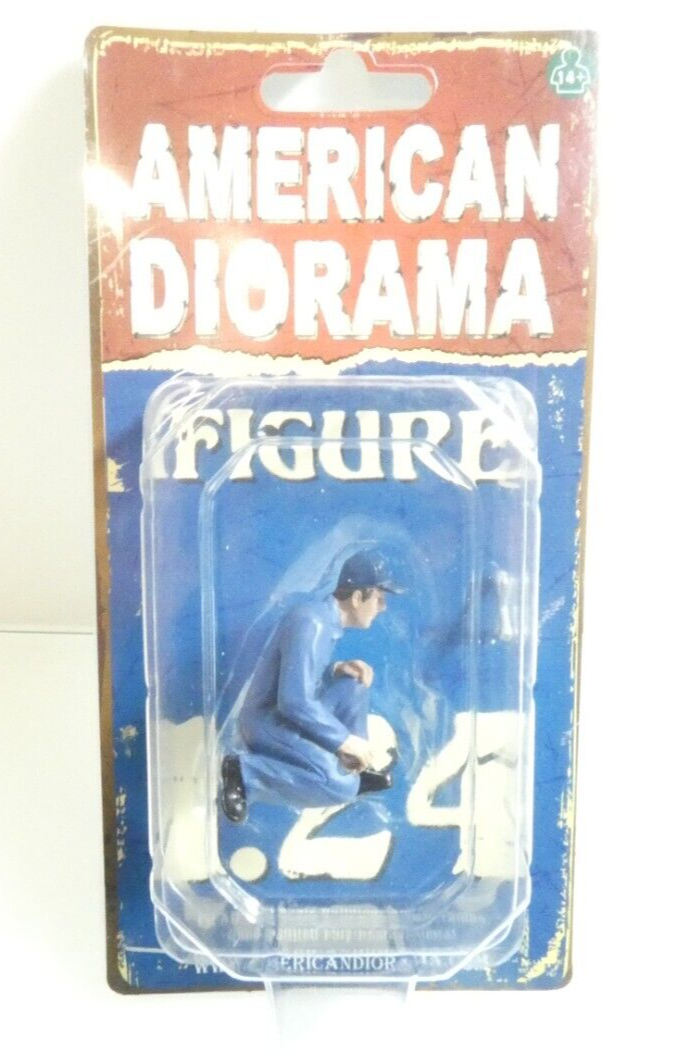 14+
AMERICAN
DIORAMA
FIGURE
1:24